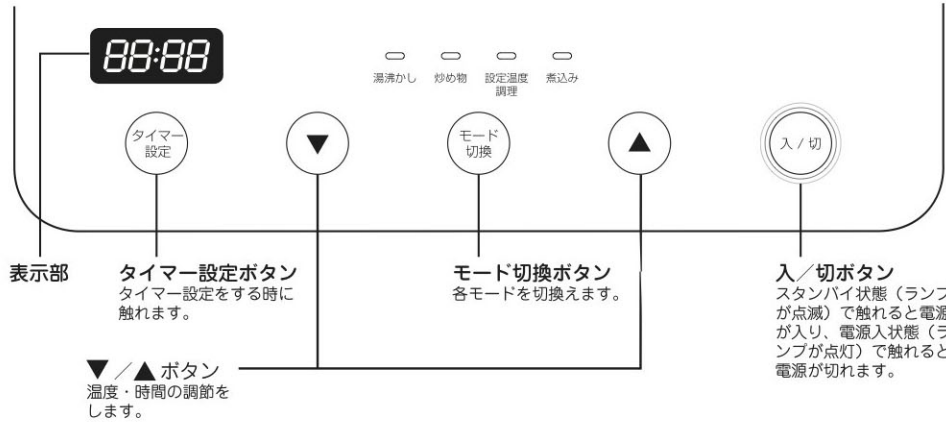 88:88
湯沸かし 炒め物 設定温度 煮込み
調理
タイマー
設定
▼
モード
切換
▲
入 / 切
表示部
タイマー設定ボタン
タイマー設定をする時に
触れます。
モード切換ボタン
各モードを切換えます。
入／切ボタン
スタンバイ状態（ランプ
が点滅）で触れると電源
が入り、電源入状態（ラ
ンプが点灯）で触れると
電源が切れます。
▼／▲ボタン
温度・時間の調節を
します。